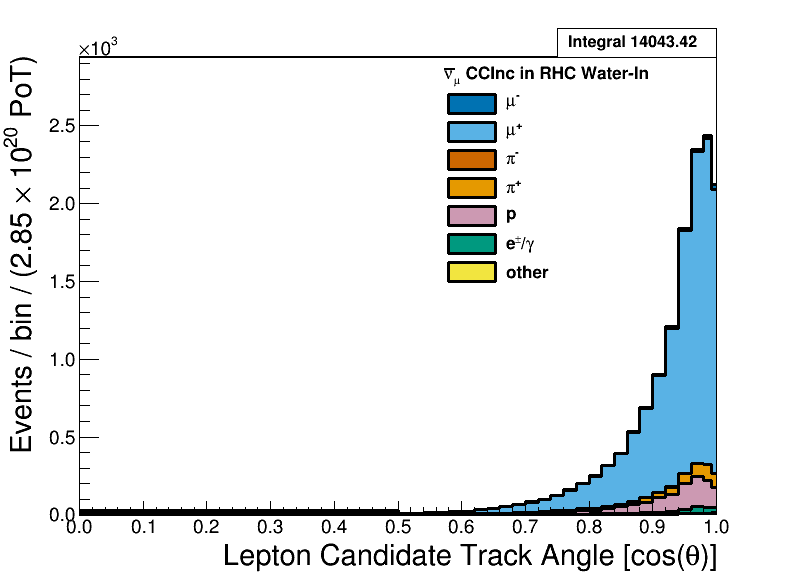 Integral 14043.42
×10³
ν̅μ CCInc in RHC Water-In
μ⁻
μ⁺
π⁻
π⁺
p
e±/γ
other
Events / bin / (2.85 × 10²⁰ PoT)
2.5
2.0
1.5
1.0
0.5
0.0
0.0 0.1 0.2 0.3 0.4 0.5 0.6 0.7 0.8 0.9 1.0
Lepton Candidate Track Angle [cos(θ)]